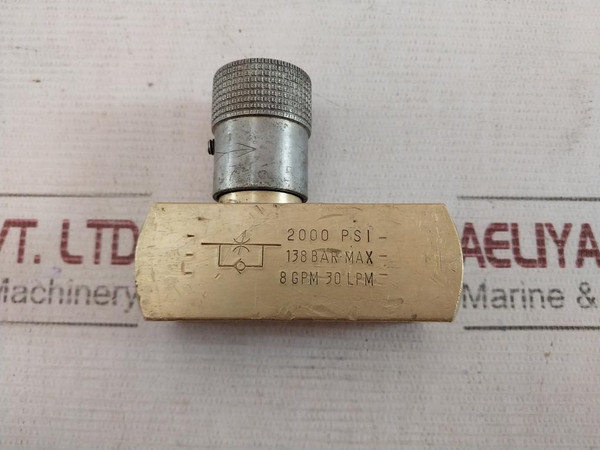 VT. LTD
AELIYA
Machinery
Marine &
2000 PSI
138 BAR MAX
8 GPM 30 LPM